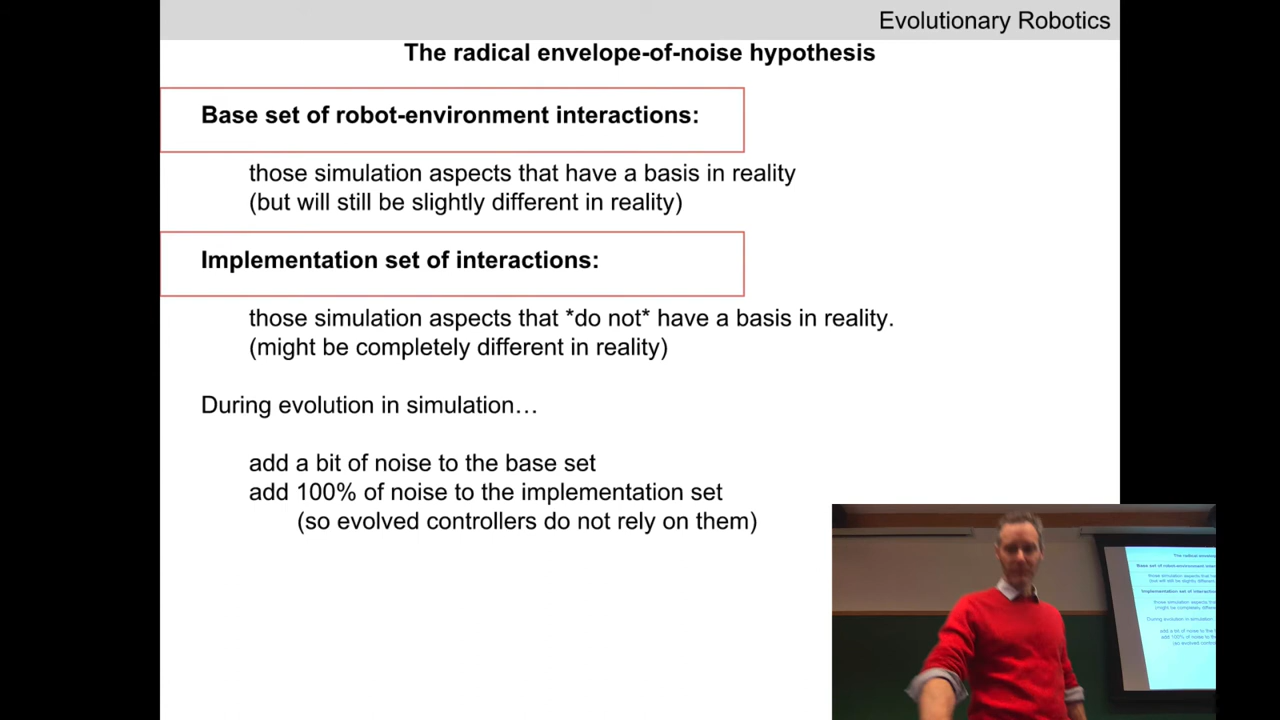 Evolutionary Robotics
The radical envelope-of-noise hypothesis
Base set of robot-environment interactions:
those simulation aspects that have a basis in reality
(but will still be slightly different in reality)
Implementation set of interactions:
those simulation aspects that *do not* have a basis in reality.
(might be completely different in reality)
During evolution in simulation…
add a bit of noise to the base set
add 100% of noise to the implementation set
(so evolved controllers do not rely on them)